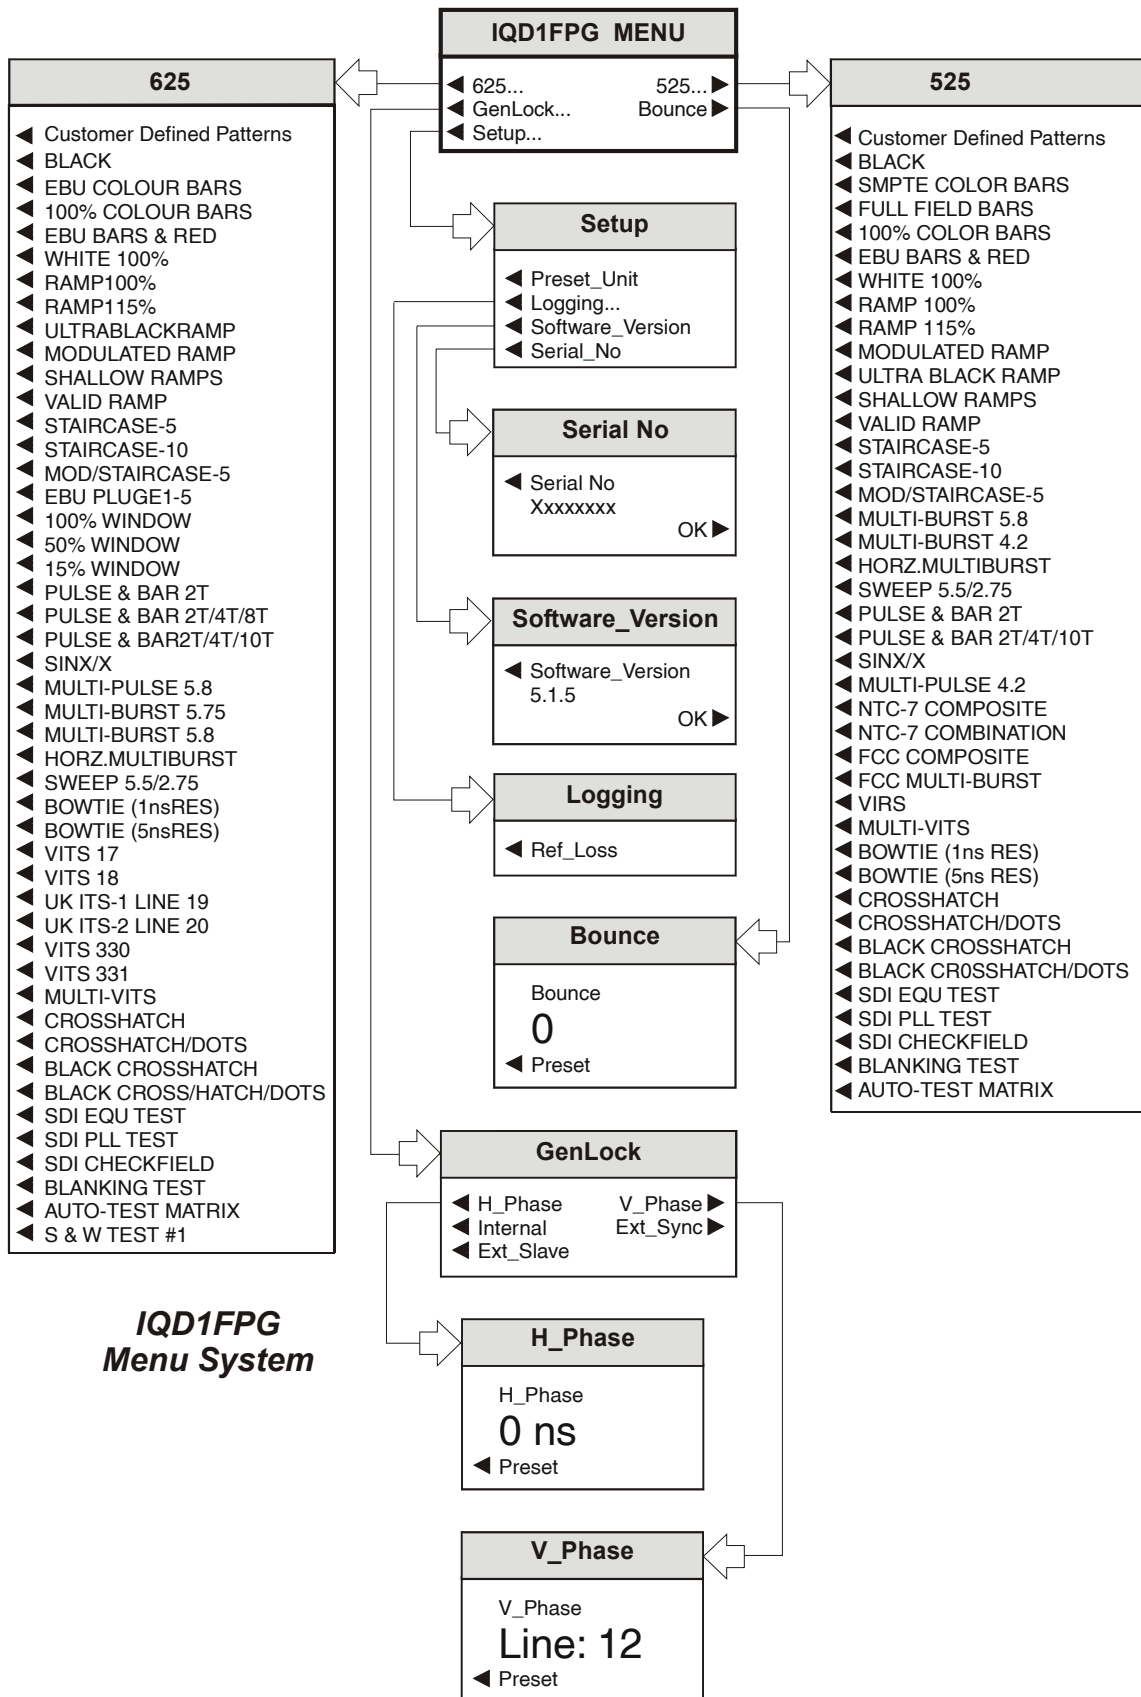 IQD1FPG MENU
625... 525...
GenLock... Bounce
Setup...
625
Customer Defined Patterns
BLACK
EBU COLOUR BARS
100% COLOUR BARS
EBU BARS & RED
WHITE 100%
RAMP100%
RAMP115%
ULTRABLACKRAMP
MODULATED RAMP
SHALLOW RAMPS
VALID RAMP
STAIRCASE-5
STAIRCASE-10
MOD/STAIRCASE-5
EBU PLUGE1-5
100% WINDOW
50% WINDOW
15% WINDOW
PULSE & BAR 2T
PULSE & BAR 2T/4T/8T
PULSE & BAR2T/4T/10T
SINX/X
MULTI-PULSE 5.8
MULTI-BURST 5.75
MULTI-BURST 5.8
HORZ.MULTIBURST
SWEEP 5.5/2.75
BOWTIE (1nsRES)
BOWTIE (5nsRES)
VITS 17
VITS 18
UK ITS-1 LINE 19
UK ITS-2 LINE 20
VITS 330
VITS 331
MULTI-VITS
CROSSHATCH
CROSSHATCH/DOTS
BLACK CROSSHATCH
BLACK CROSS/HATCH/DOTS
SDI EQU TEST
SDI PLL TEST
SDI CHECKFIELD
BLANKING TEST
AUTO-TEST MATRIX
S & W TEST #1
Setup
Preset_Unit
Logging...
Software_Version
Serial_No
Serial No
Serial No
Xxxxxxxx
OK
Software_Version
Software_Version
5.1.5
OK
Logging
Ref_Loss
Bounce
Bounce
0
Preset
GenLock
H_Phase V_Phase
Internal Ext_Sync
Ext_Slave
H_Phase
H_Phase
0 ns
Preset
V_Phase
V_Phase
Line: 12
Preset
525
Customer Defined Patterns
BLACK
SMPTE COLOR BARS
FULL FIELD BARS
100% COLOR BARS
EBU BARS & RED
WHITE 100%
RAMP 100%
RAMP 115%
MODULATED RAMP
ULTRA BLACK RAMP
SHALLOW RAMPS
VALID RAMP
STAIRCASE-5
STAIRCASE-10
MOD/STAIRCASE-5
MULTI-BURST 5.8
MULTI-BURST 4.2
HORZ.MULTIBURST
SWEEP 5.5/2.75
PULSE & BAR 2T
PULSE & BAR 2T/4T/10T
SINX/X
MULTI-PULSE 4.2
NTC-7 COMPOSITE
NTC-7 COMBINATION
FCC COMPOSITE
FCC MULTI-BURST
VIRS
MULTI-VITS
BOWTIE (1ns RES)
BOWTIE (5ns RES)
CROSSHATCH
CROSSHATCH/DOTS
BLACK CROSSHATCH
BLACK CR0SSHATCH/DOTS
SDI EQU TEST
SDI PLL TEST
SDI CHECKFIELD
BLANKING TEST
AUTO-TEST MATRIX
IQD1FPG
Menu System